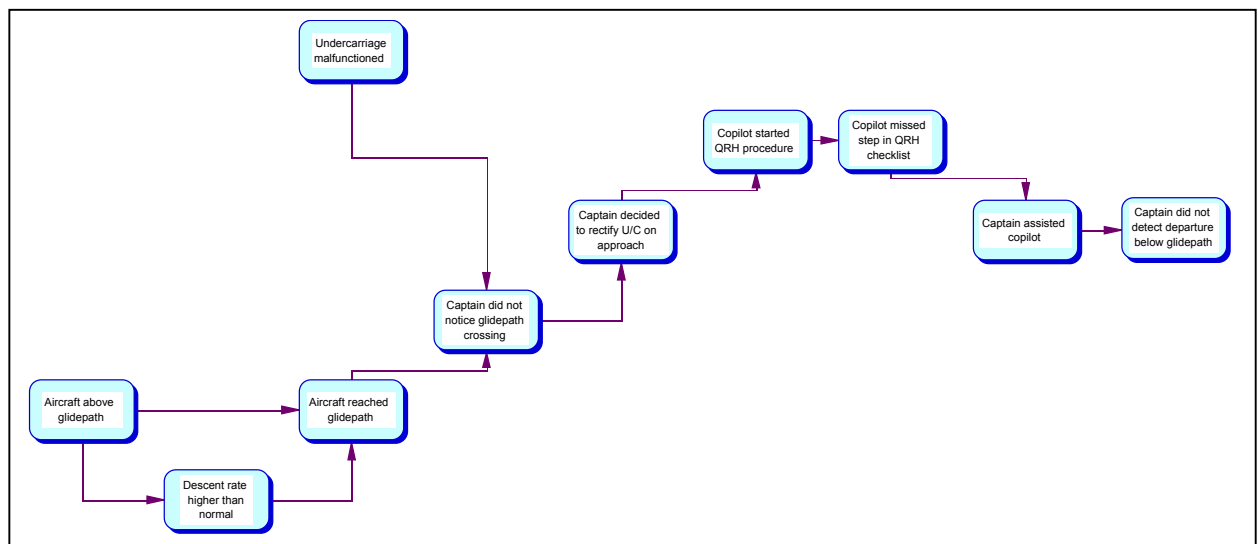 Undercarriage
malfunctioned
Copilot started
QRH procedure
Copilot missed
step in QRH
checklist
Captain decided
to rectify U/C on
approach
Captain assisted
copilot
Captain did not
detect departure
below glidepath
Captain did not
notice glidepath
crossing
Aircraft above
glidepath
Aircraft reached
glidepath
Descent rate
higher than
normal